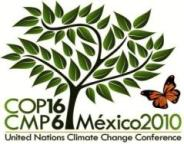 COP16
CMP6 México2010
United Nations Climate Change Conference